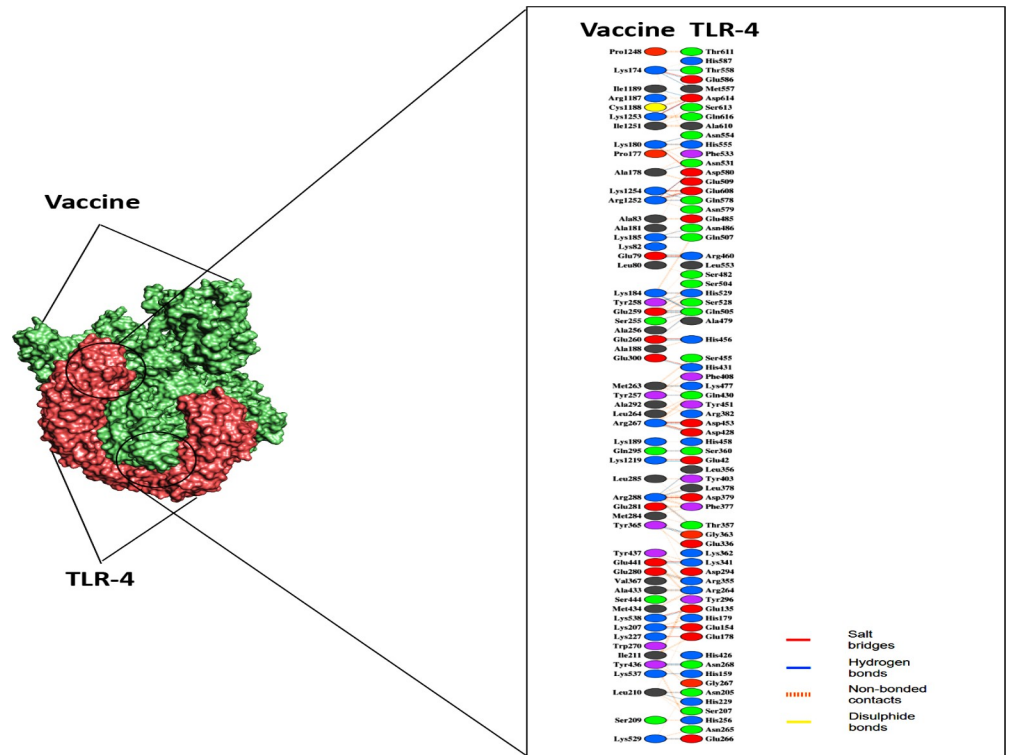 Vaccine
TLR-4
Vaccine TLR-4
Pro1248 Thr611
His587
Lys174 Thr558
Glu586
Ile1189 Met557
Arg1187 Asp614
Cys1188 Ser613
Lys1253 Gln616
Ile1251 Ala610
Asn554
Lys180 His555
Pro177 Phe533
Asn531
Ala178 Asp580
Glu509
Lys1254 Glu608
Arg1252 Gln578
Asn579
Ala83 Glu485
Ala181 Asn486
Lys185 Gln507
Lys82
Glu79 Arg460
Leu80 Leu553
Ser482
Ser504
Lys184 His529
Tyr258 Ser528
Glu259 Gln505
Ser255 Ala479
Ala256
Glu260 His456
Ala188
Glu300 Ser455
His431
Phe408
Met263 Lys477
Tyr257 Gln430
Ala292 Tyr451
Leu264 Arg382
Arg267 Asp453
Asp428
Lys189 His458
Gln295 Ser360
Lys1219 Glu42
Leu356
Leu285 Tyr403
Leu378
Arg288 Asp379
Glu281 Phe377
Met284
Tyr365 Thr357
Gly363
Glu336
Tyr437 Lys362
Glu441 Lys341
Glu280 Asp294
Val367 Arg355
Ala433 Arg264
Ser444 Tyr296
Met434 Glu135
Lys538 His179
Lys207 Glu154
Lys227 Glu178
Trp270
Ile211 His426
Tyr436 Asn268
Lys537 His159
Gly267
Leu210 Asn205
His229
Ser207
Ser209 His256
Asn265
Lys529 Glu266
Salt
bridges
Hydrogen
bonds
Non-bonded
contacts
Disulphide
bonds